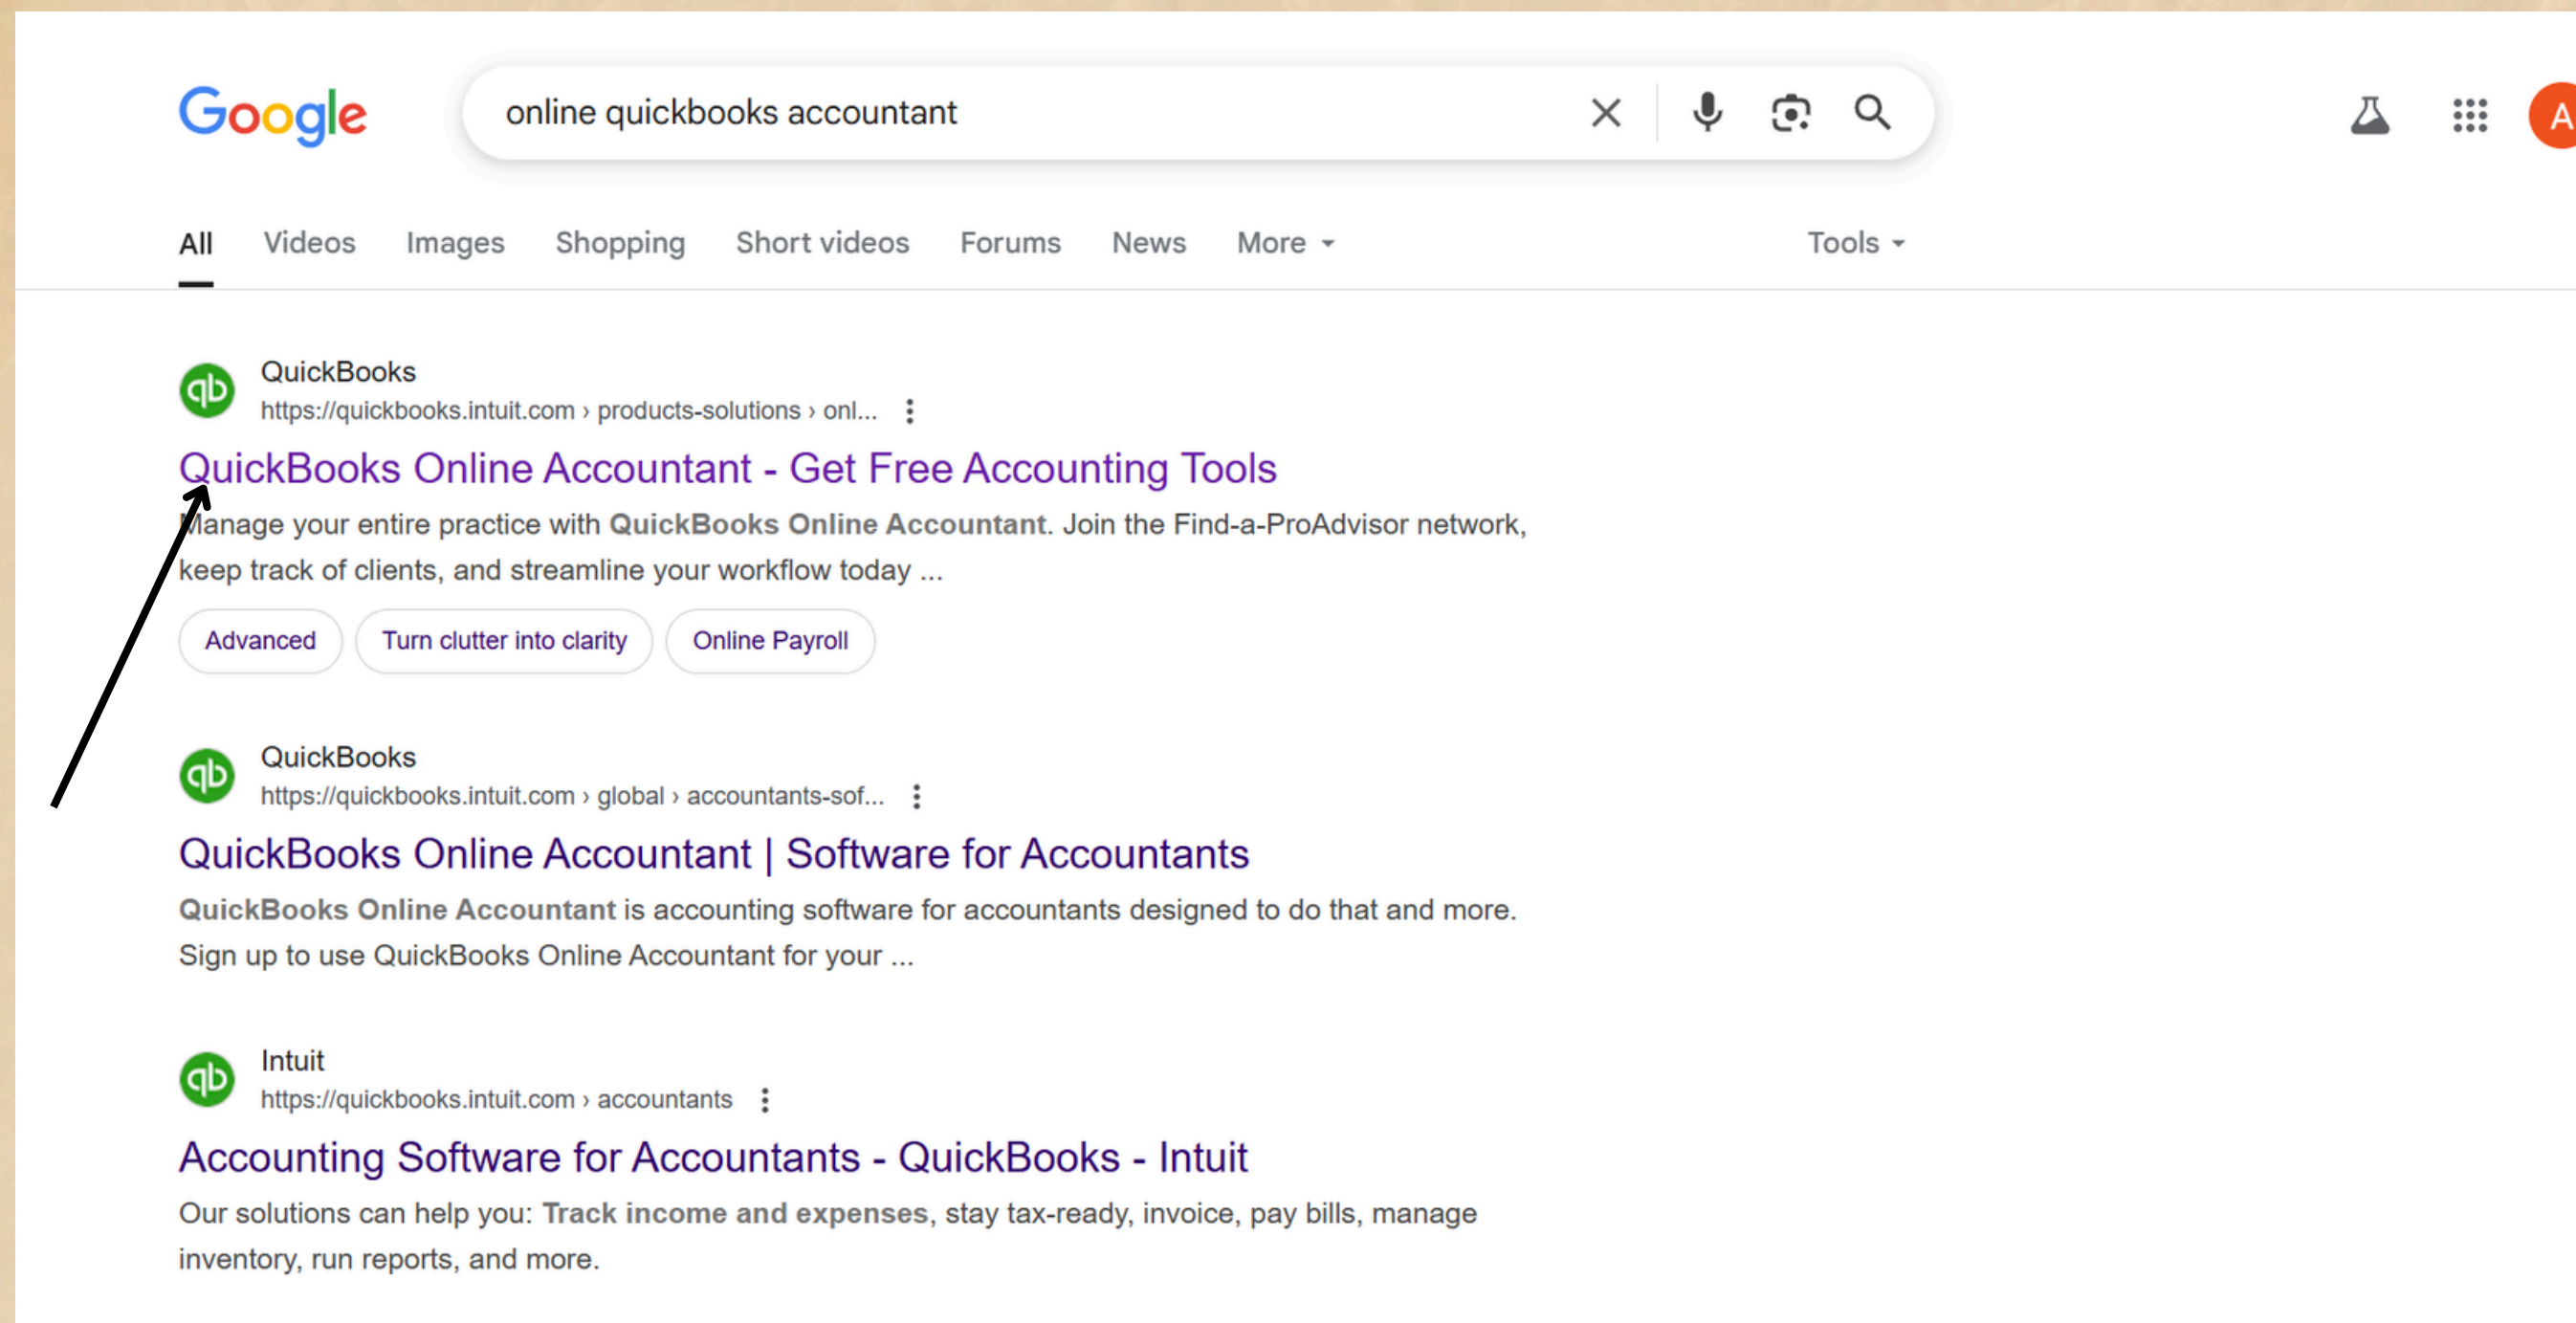 Google
online quickbooks accountant
A
All Videos Images Shopping Short videos Forums News More Tools
qb
QuickBooks
https://quickbooks.intuit.com › products-solutions › onl...
QuickBooks Online Accountant - Get Free Accounting Tools
Manage your entire practice with QuickBooks Online Accountant. Join the Find-a-ProAdvisor network,
keep track of clients, and streamline your workflow today ...
Advanced Turn clutter into clarity Online Payroll
qb
QuickBooks
https://quickbooks.intuit.com › global › accountants-sof...
QuickBooks Online Accountant | Software for Accountants
QuickBooks Online Accountant is accounting software for accountants designed to do that and more.
Sign up to use QuickBooks Online Accountant for your ...
qb
Intuit
https://quickbooks.intuit.com › accountants
Accounting Software for Accountants - QuickBooks - Intuit
Our solutions can help you: Track income and expenses, stay tax-ready, invoice, pay bills, manage
inventory, run reports, and more.